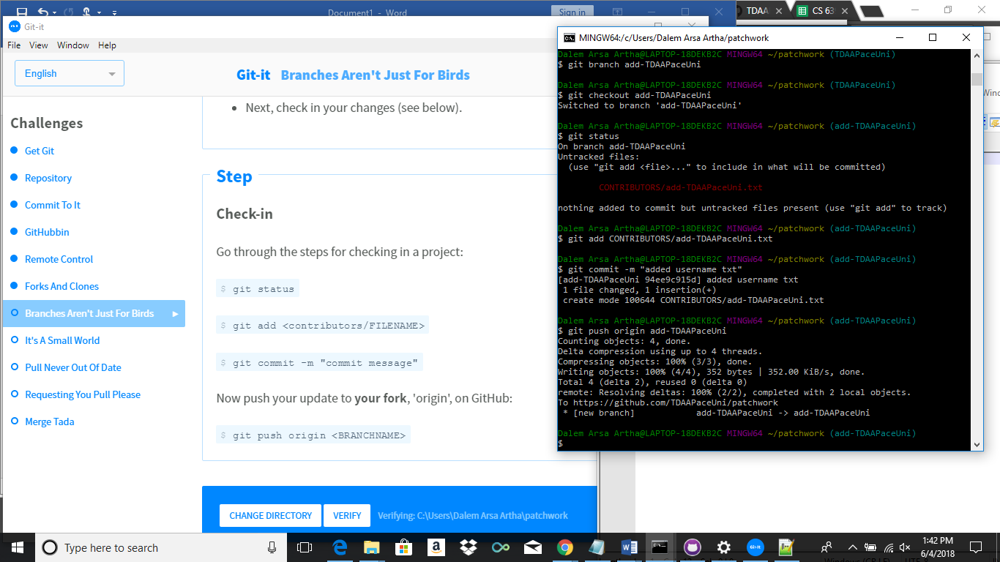 Document1 - Word
Sign in
TDAA
CS 63
Git-it
File View Window Help
English
Git-it Branches Aren't Just For Birds
Challenges
Get Git
Repository
Commit To It
GitHubbin
Remote Control
Forks And Clones
Branches Aren't Just For Birds
It's A Small World
Pull Never Out Of Date
Requesting You Pull Please
Merge Tada
• Next, check in your changes (see below).
Step
Check-in
Go through the steps for checking in a project:
$ git status
$ git add <contributors/FILENAME>
$ git commit -m "commit message"
Now push your update to your fork, 'origin', on GitHub:
$ git push origin <BRANCHNAME>
CHANGE DIRECTORY VERIFY Verifying: C:\Users\Dalem Arsa Artha\patchwork
MINGW64:/c/Users/Dalem Arsa Artha/patchwork
Dalem Arsa Artha@LAPTOP-18DEKB2C MINGW64 ~/patchwork (TDAAPaceUni)
$ git branch add-TDAAPaceUni
Dalem Arsa Artha@LAPTOP-18DEKB2C MINGW64 ~/patchwork (TDAAPaceUni)
$ git checkout add-TDAAPaceUni
Switched to branch 'add-TDAAPaceUni'
Dalem Arsa Artha@LAPTOP-18DEKB2C MINGW64 ~/patchwork (add-TDAAPaceUni)
$ git status
On branch add-TDAAPaceUni
Untracked files:
(use "git add <file>..." to include in what will be committed)
CONTRIBUTORS/add-TDAAPaceUni.txt
nothing added to commit but untracked files present (use "git add" to track)
Dalem Arsa Artha@LAPTOP-18DEKB2C MINGW64 ~/patchwork (add-TDAAPaceUni)
$ git add CONTRIBUTORS/add-TDAAPaceUni.txt
Dalem Arsa Artha@LAPTOP-18DEKB2C MINGW64 ~/patchwork (add-TDAAPaceUni)
$ git commit -m "added username txt"
[add-TDAAPaceUni 94ee9c915d] added username txt
1 file changed, 1 insertion(+)
create mode 100644 CONTRIBUTORS/add-TDAAPaceUni.txt
Dalem Arsa Artha@LAPTOP-18DEKB2C MINGW64 ~/patchwork (add-TDAAPaceUni)
$ git push origin add-TDAAPaceUni
Counting objects: 4, done.
Delta compression using up to 4 threads.
Compressing objects: 100% (3/3), done.
Writing objects: 100% (4/4), 352 bytes | 352.00 KiB/s, done.
Total 4 (delta 2), reused 0 (delta 0)
remote: Resolving deltas: 100% (2/2), completed with 2 local objects.
To https://github.com/TDAAPaceUni/patchwork
* [new branch] add-TDAAPaceUni -> add-TDAAPaceUni
Dalem Arsa Artha@LAPTOP-18DEKB2C MINGW64 ~/patchwork (add-TDAAPaceUni)
$
Wind
Type here to search
1:42 PM
6/4/2018